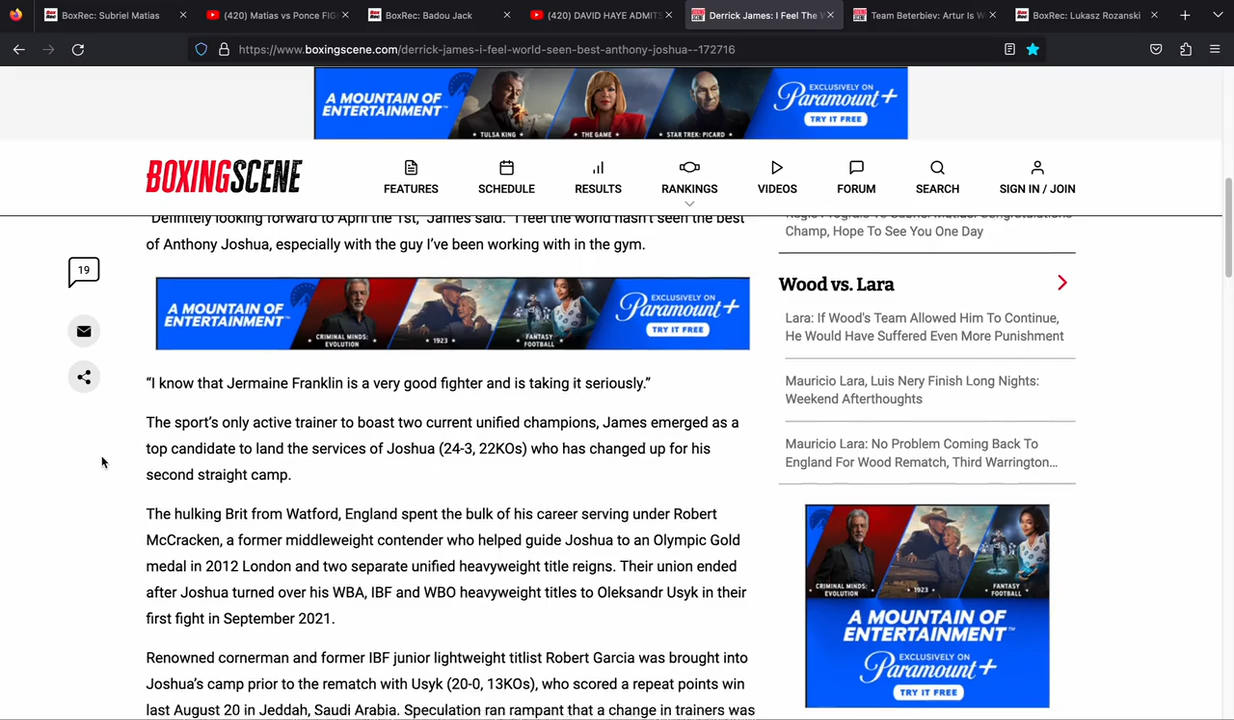 BoxRec: Subriel Matias
(420) Matias vs Ponce FIG
BoxRec: Badou Jack
(420) DAVID HAYE ADMITS
Derrick James: I Feel The W
Team Beterbiev: Artur Is W
BoxRec: Lukasz Rozanski
https://www.boxingscene.com/derrick-james-i-feel-world-seen-best-anthony-joshua--172716
A MOUNTAIN OF
ENTERTAINMENT
TULSA KING
THE GAME
STAR TREK: PICARD
EXCLUSIVELY ON
Paramount+
TRY IT FREE
BOXINGSCENE
FEATURES
SCHEDULE
RESULTS
RANKINGS
VIDEOS
FORUM
SEARCH
SIGN IN / JOIN
"Definitely looking forward to April the 1st," James said. "I feel the world hasn't seen the best
of Anthony Joshua, especially with the guy I've been working with in the gym.
19
A MOUNTAIN OF
ENTERTAINMENT™
CRIMINAL MINDS:
EVOLUTION
1923
FANTASY
FOOTBALL
EXCLUSIVELY ON
Paramount+
TRY IT FREE
“I know that Jermaine Franklin is a very good fighter and is taking it seriously.”
The sport’s only active trainer to boast two current unified champions, James emerged as a
top candidate to land the services of Joshua (24-3, 22KOs) who has changed up for his
second straight camp.
The hulking Brit from Watford, England spent the bulk of his career serving under Robert
McCracken, a former middleweight contender who helped guide Joshua to an Olympic Gold
medal in 2012 London and two separate unified heavyweight title reigns. Their union ended
after Joshua turned over his WBA, IBF and WBO heavyweight titles to Oleksandr Usyk in their
first fight in September 2021.
Renowned cornerman and former IBF junior lightweight titlist Robert Garcia was brought into
Joshua’s camp prior to the rematch with Usyk (20-0, 13KOs), who scored a repeat points win
last August 20 in Jeddah, Saudi Arabia. Speculation ran rampant that a change in trainers was
Regis Prograis Vs Subriel Matias: Congratulations
Champ, Hope To See You One Day
Wood vs. Lara
Lara: If Wood's Team Allowed Him To Continue,
He Would Have Suffered Even More Punishment
Mauricio Lara, Luis Nery Finish Long Nights:
Weekend Afterthoughts
Mauricio Lara: No Problem Coming Back To
England For Wood Rematch, Third Warrington...
CRIMINAL MINDS:
EVOLUTION
1923
FANTASY
FOOTBALL
A MOUNTAIN OF
ENTERTAINMENT™
EXCLUSIVELY ON
Paramount+
TRY IT FREE